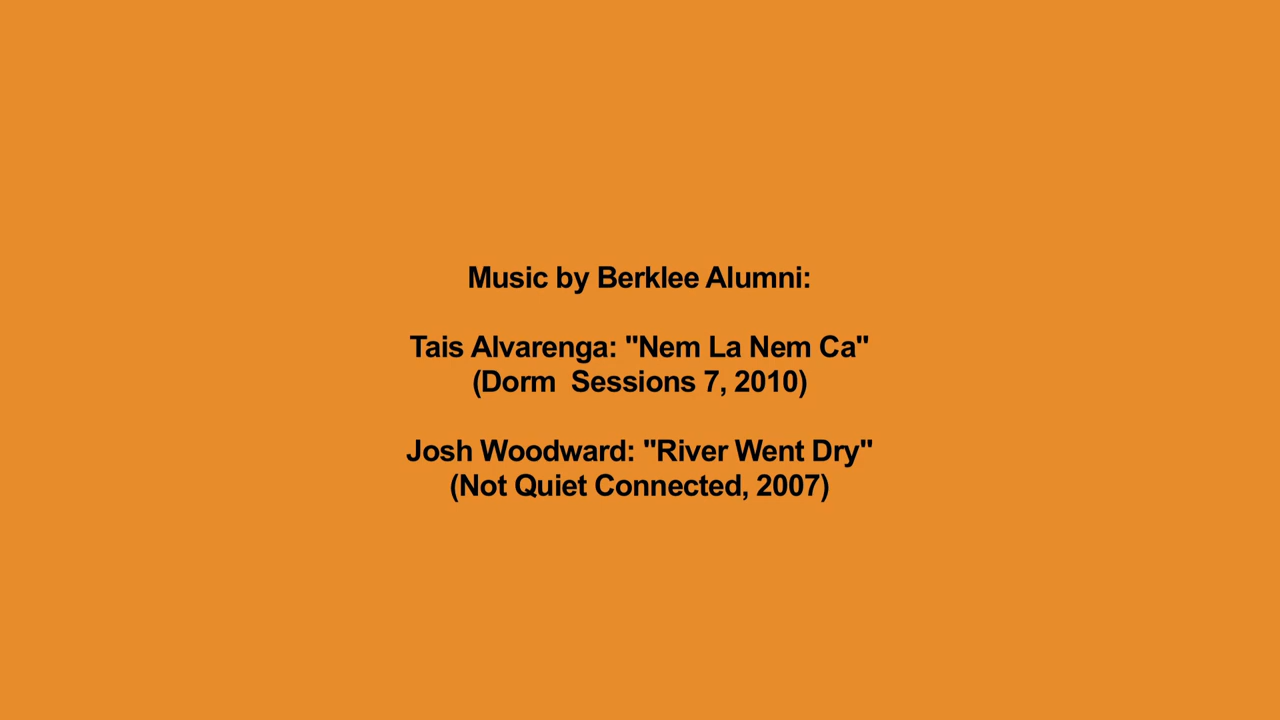 Music by Berklee Alumni:
Tais Alvarenga: "Nem La Nem Ca"
(Dorm  Sessions 7, 2010)
Josh Woodward: "River Went Dry"
(Not Quiet Connected, 2007)